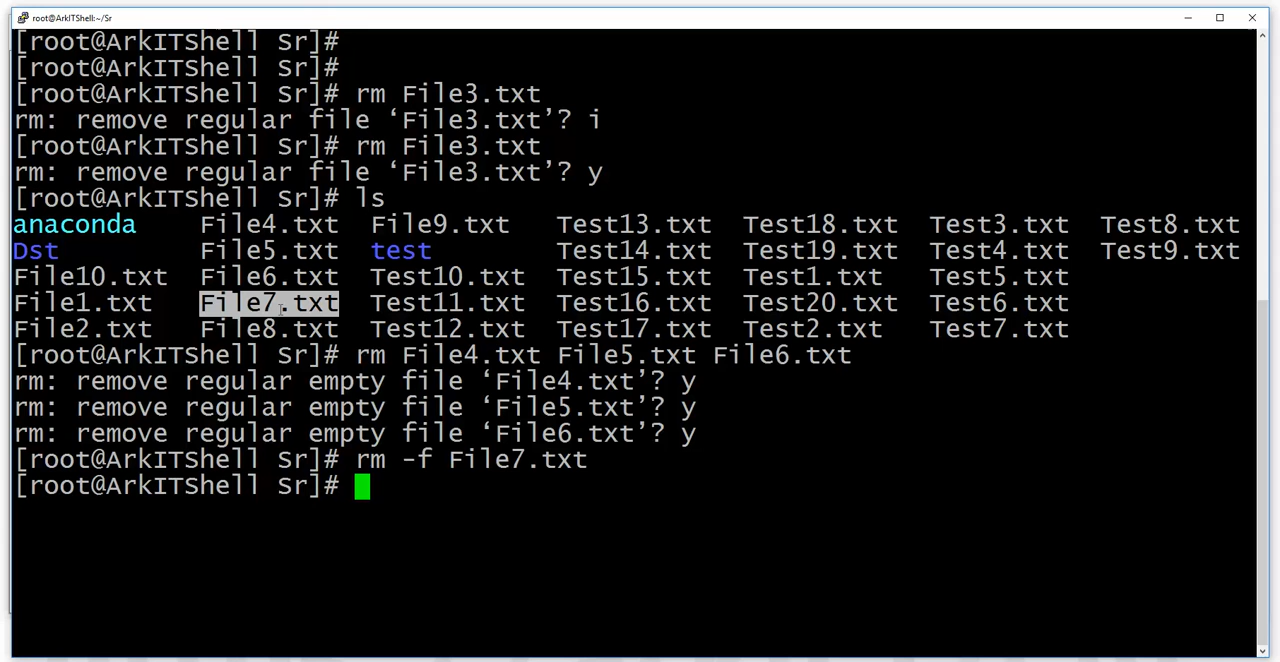 root@ArkITShell:~/Sr
[root@ArkITShell Sr]#
[root@ArkITShell Sr]#
[root@ArkITShell Sr]# rm File3.txt
rm: remove regular file ‘File3.txt’? i
[root@ArkITShell Sr]# rm File3.txt
rm: remove regular file ‘File3.txt’? y
[root@ArkITShell Sr]# ls
anaconda File4.txt File9.txt Test13.txt Test18.txt Test3.txt Test8.txt
Dst File5.txt test Test14.txt Test19.txt Test4.txt Test9.txt
File10.txt File6.txt Test10.txt Test15.txt Test1.txt Test5.txt
File1.txt File7.txt Test11.txt Test16.txt Test20.txt Test6.txt
File2.txt File8.txt Test12.txt Test17.txt Test2.txt Test7.txt
[root@ArkITShell Sr]# rm File4.txt File5.txt File6.txt
rm: remove regular empty file ‘File4.txt’? y
rm: remove regular empty file ‘File5.txt’? y
rm: remove regular empty file ‘File6.txt’? y
[root@ArkITShell Sr]# rm -f File7.txt
[root@ArkITShell Sr]#